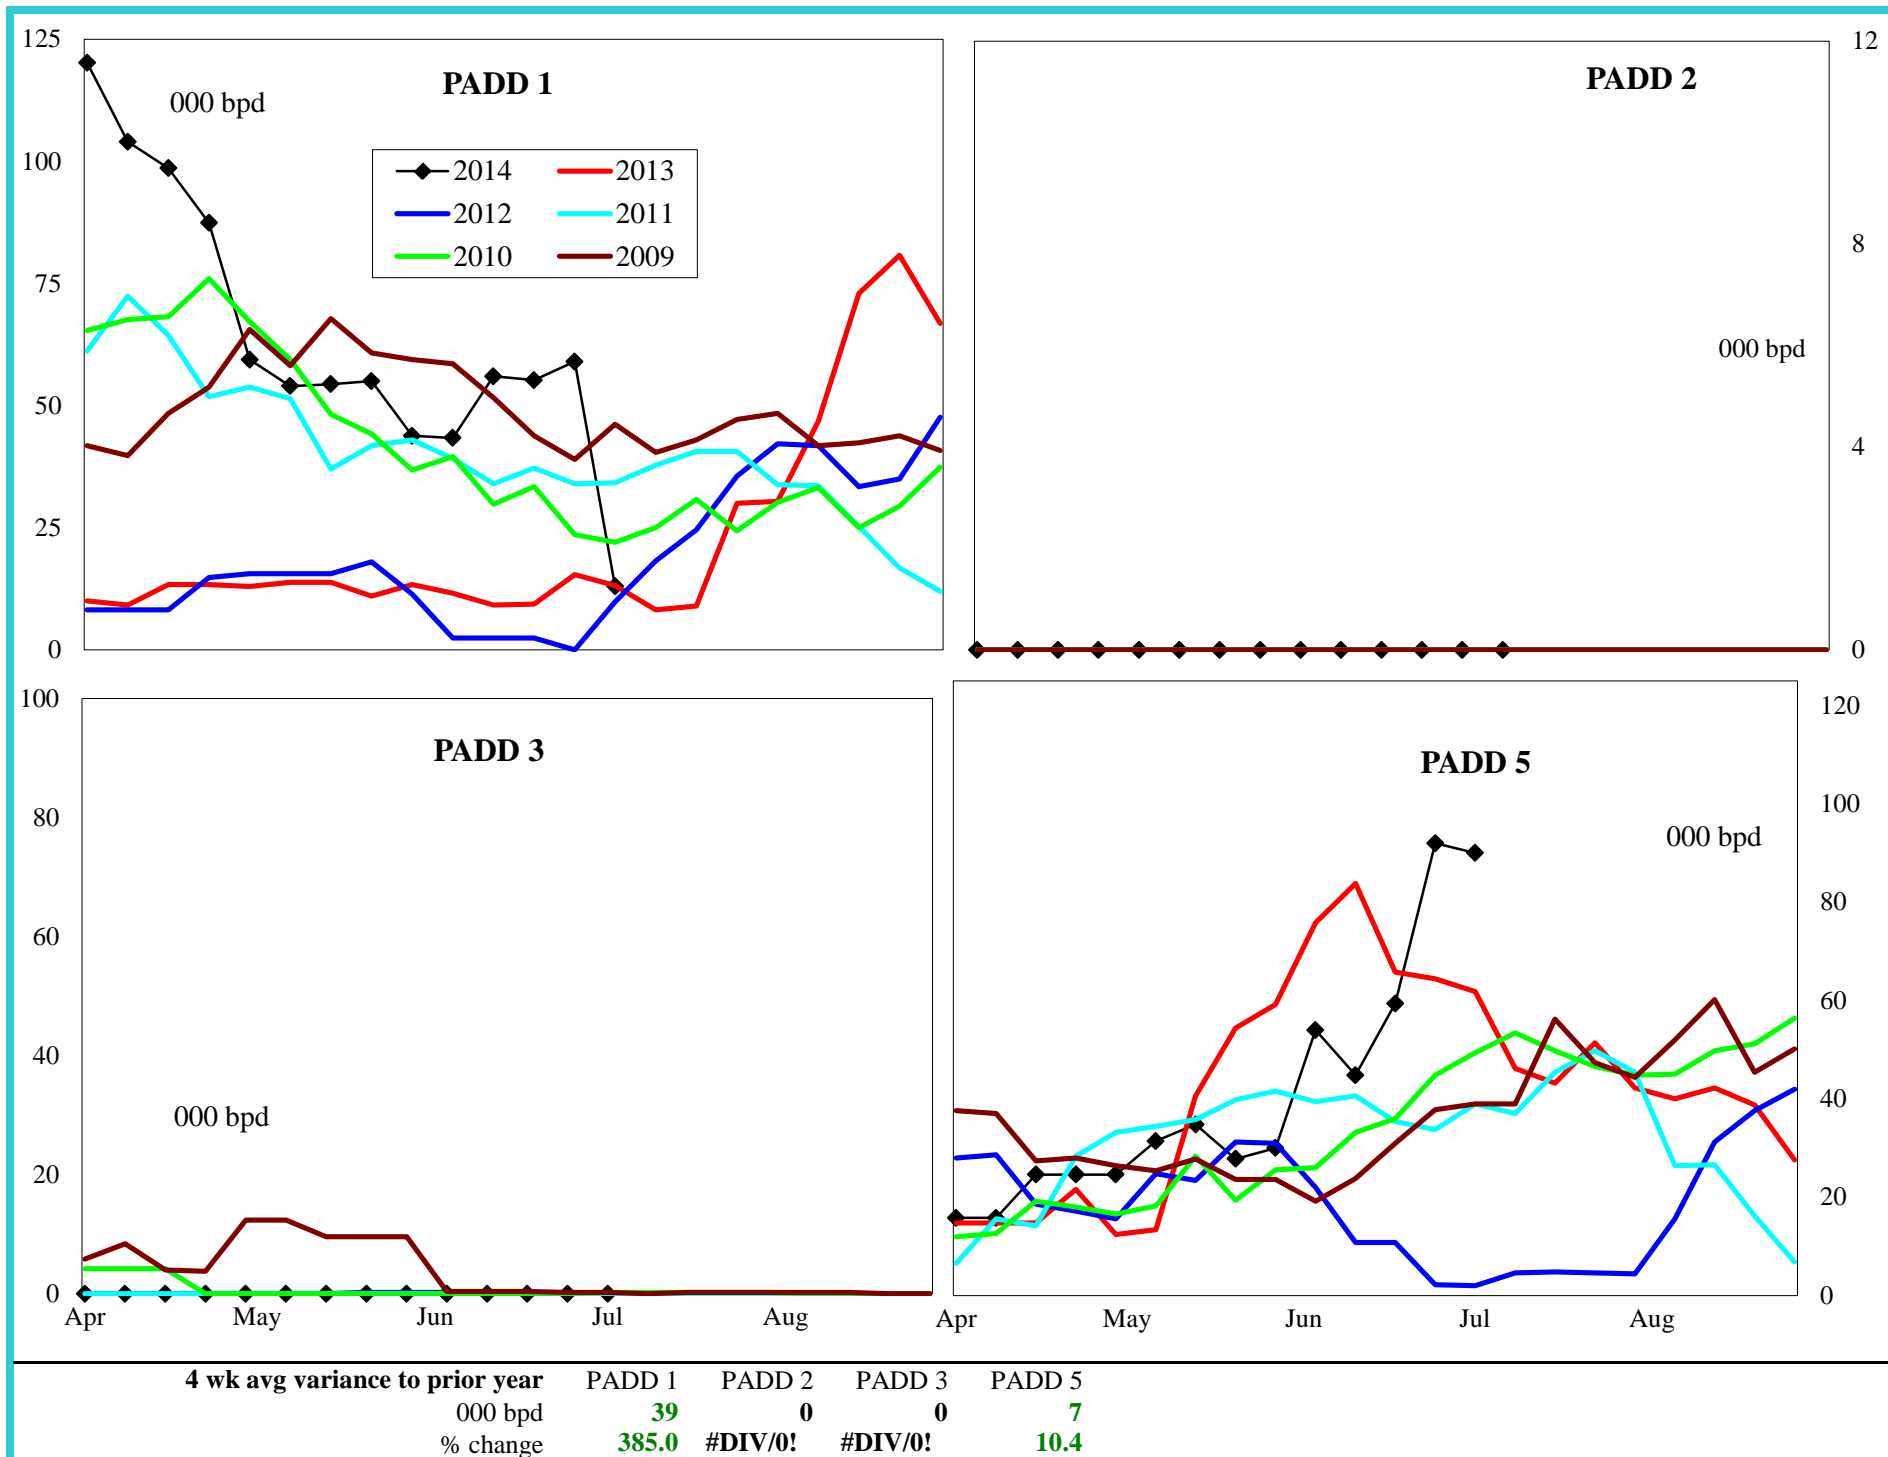 125
100
75
50
25
0
PADD 1
000 bpd
2014 2013
2012 2011
2010 2009
PADD 2
12
8
4
0
000 bpd
100
80
60
40
20
0
PADD 3
000 bpd
Apr May Jun Jul Aug
PADD 5
120
100
80
60
40
20
0
000 bpd
Apr May Jun Jul Aug
4 wk avg variance to prior year PADD 1 PADD 2 PADD 3 PADD 5
000 bpd 39 0 0 7
% change 385.0 #DIV/0! #DIV/0! 10.4